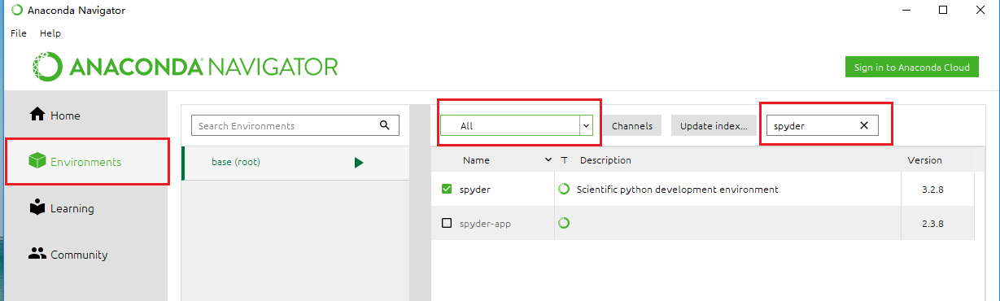 Anaconda Navigator
File Help
ANACONDA NAVIGATOR
Sign in to Anaconda Cloud
Home
Environments
Learning
Community
Search Environments
base (root)
All Channels Update index... spyder
Name T Description Version
spyder Scientific python development environment 3.2.8
spyder-app 2.3.8